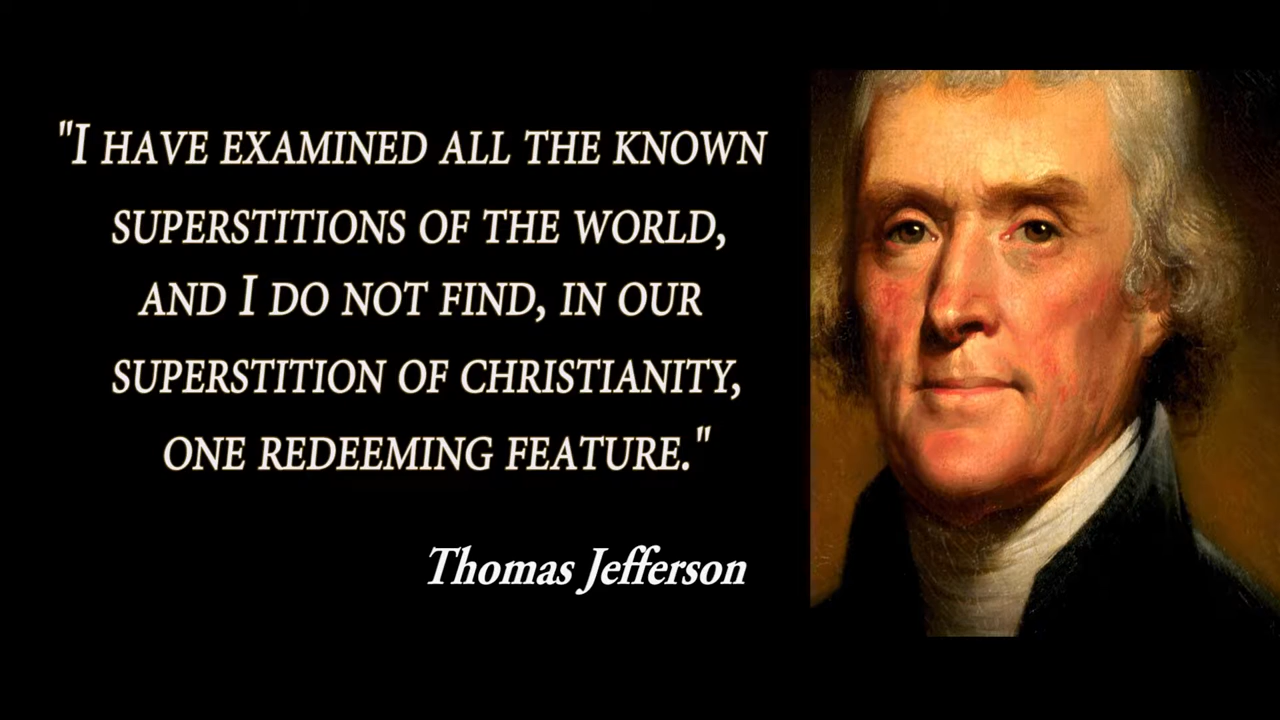 "I HAVE EXAMINED ALL THE KNOWN
SUPERSTITIONS OF THE WORLD,
AND I DO NOT FIND, IN OUR
SUPERSTITION OF CHRISTIANITY,
ONE REDEEMING FEATURE."
Thomas Jefferson